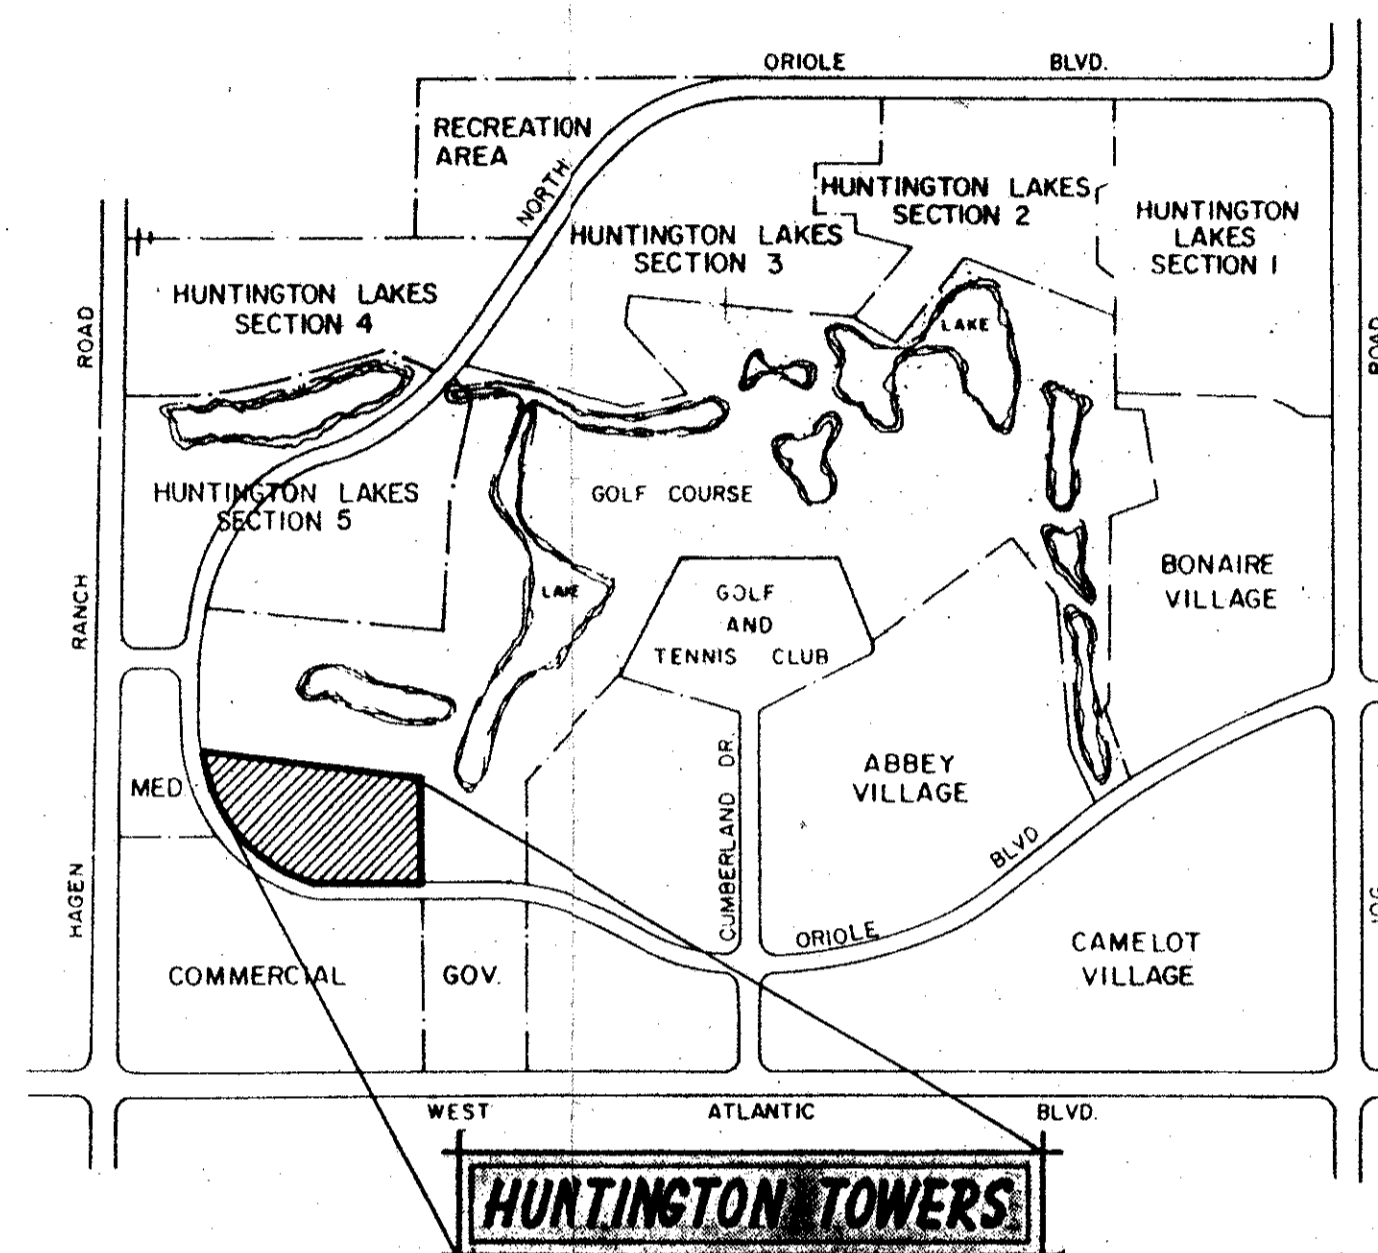 ORIOLE BLVD.
RECREATION
AREA
NORTH
HUNTINGTON LAKES
SECTION 2
HUNTINGTON
LAKES
SECTION 1
HUNTINGTON LAKES
SECTION 3
HUNTINGTON LAKES
SECTION 4
LAKE
ROAD
ROAD
HUNTINGTON LAKES
SECTION 5
GOLF COURSE
BONAIRE
VILLAGE
RANCH
LAKE
GOLF
AND
TENNIS CLUB
MED.
CUMBERLAND DR.
ABBEY
VILLAGE
BLVD
HAGEN
ORIOLE
COMMERCIAL
GOV.
CAMELOT
VILLAGE
WEST ATLANTIC BLVD.
HUNTINGTON TOWERS